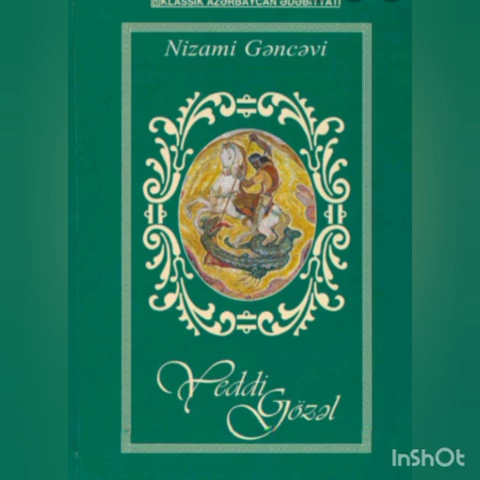 KLASSİK AZƏRBAYCAN ƏDƏBİYYATI
Nizami Gəncəvi
Yeddi
Gözəl
InShOt